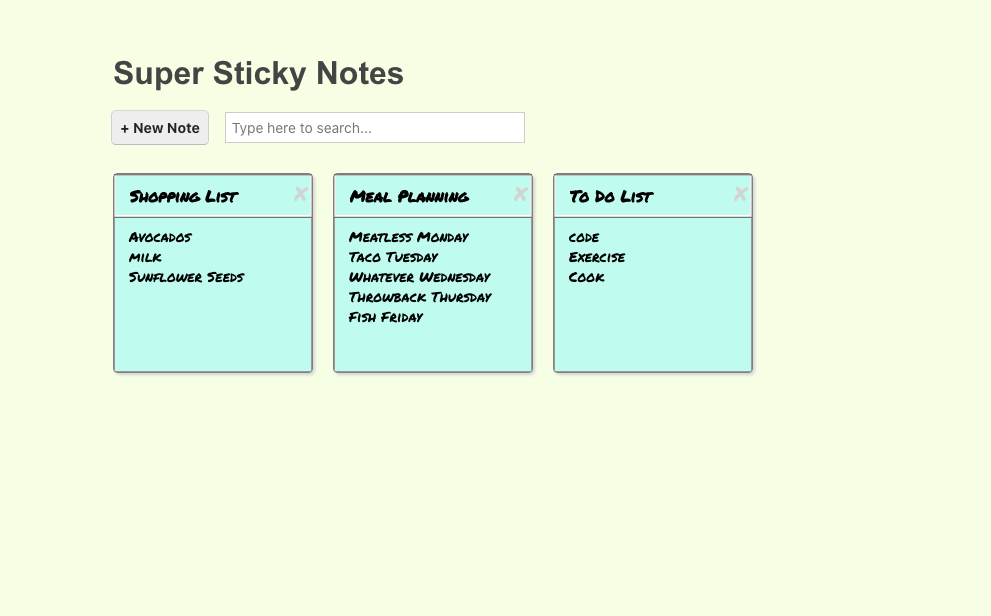 Super Sticky Notes
+ New Note
Type here to search...
Shopping List
Avocados
milk
Sunflower Seeds
Meal Planning
Meatless Monday
Taco Tuesday
Whatever Wednesday
Throwback Thursday
Fish Friday
To Do List
code
Exercise
Cook